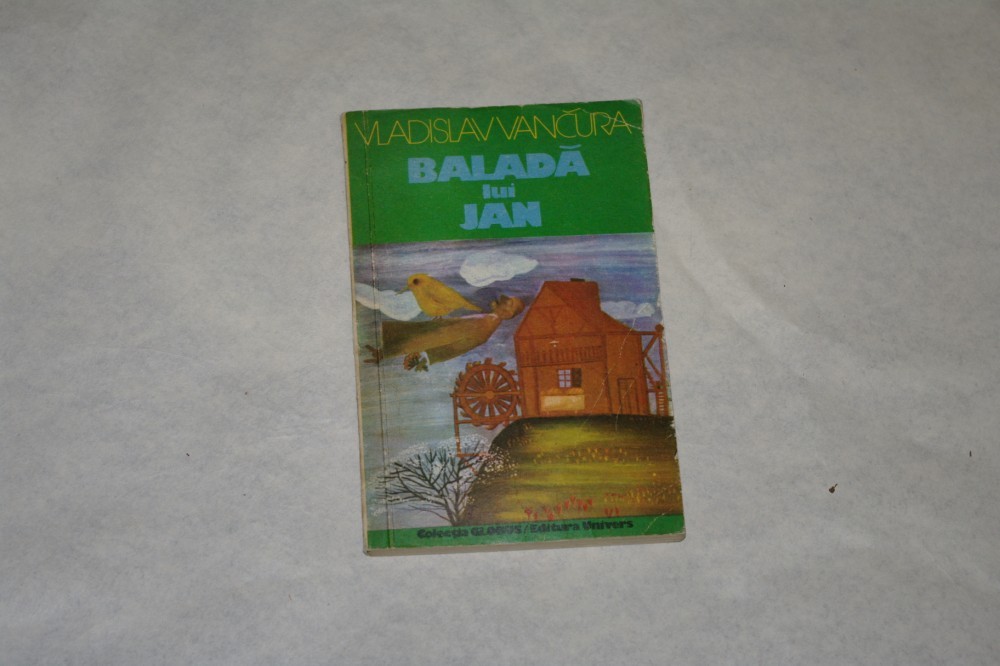 VLADISLAV VANČURA
BALADĂ
lui
JAN
Colecția GLOBUS/Editura Univers